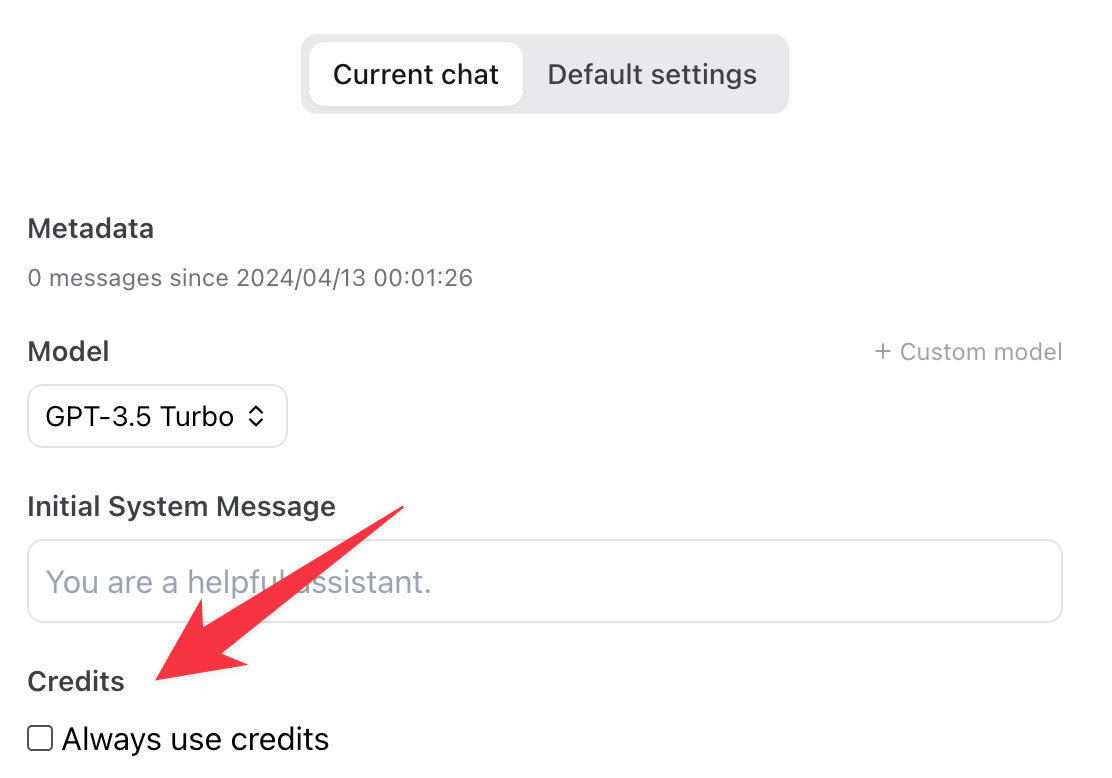 Current chat
Default settings
Metadata
0 messages since 2024/04/13 00:01:26
Model
+ Custom model
GPT-3.5 Turbo
Initial System Message
You are a helpful assistant.
Credits
Always use credits